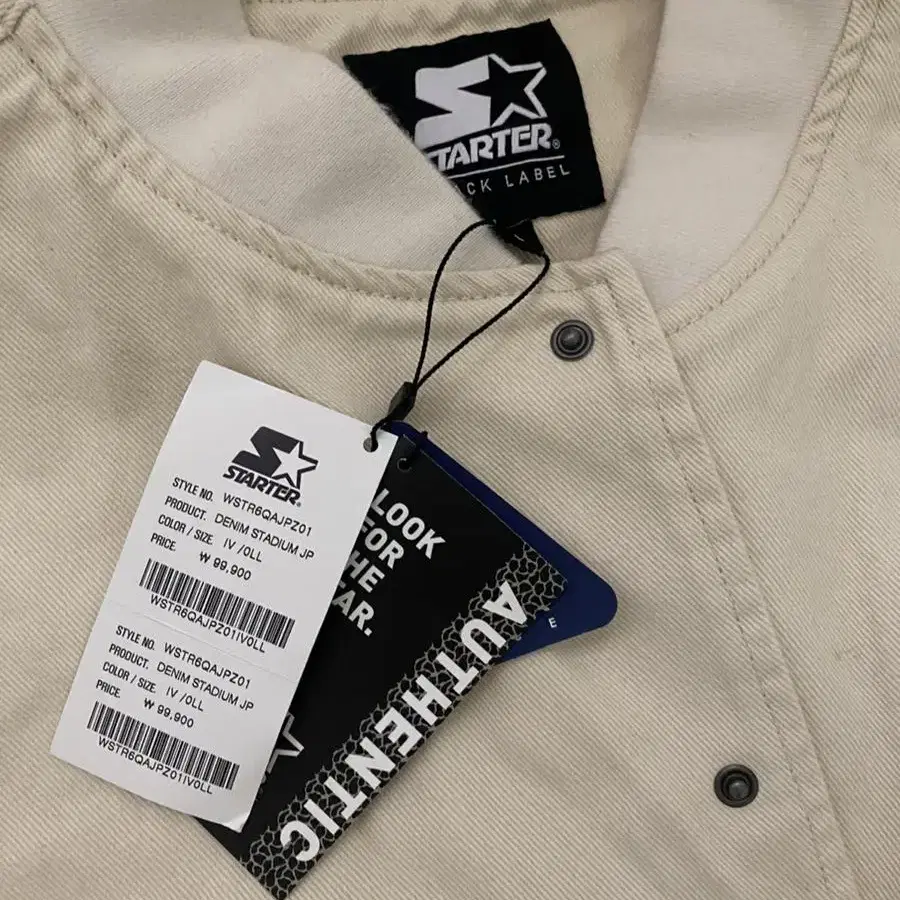 STARTER®
LABEL
STARTER®
STYLE NO. WSTR6QAJPZ01
PRODUCT. DENIM STADIUM JP
COLOR / SIZE IV /0LL
PRICE. ₩ 99,900
WSTR6QAJPZ01IV0LL
STYLE NO. WSTR6QAJPZ01
PRODUCT. DENIM STADIUM JP
COLOR / SIZE IV /0LL
PRICE. ₩ 99,900
WSTR6QAJPZ01IV0LL
LOOK
FOR
AUTHENTIC
E